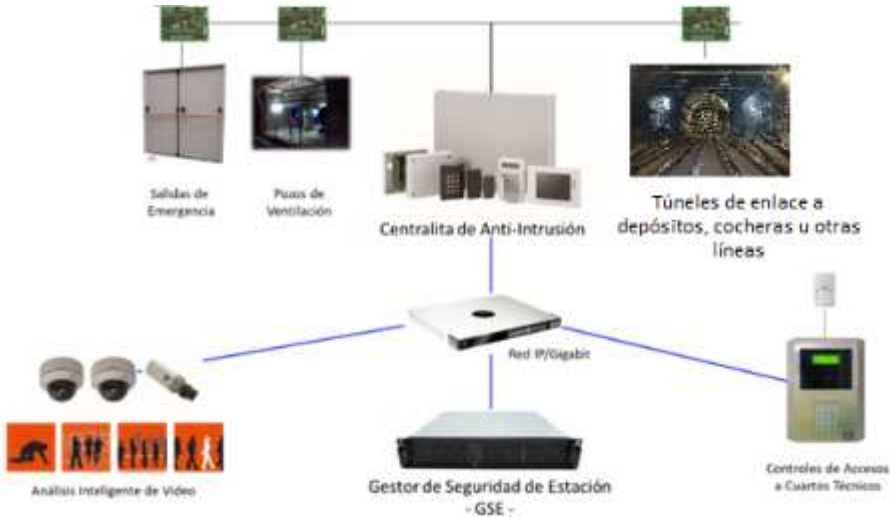 Salidas de
Emergencia
Pozos de
Ventilación
Centralita de Anti-Intrusión
Túneles de enlace a
depósitos, cocheras u otras
líneas
Red IP/Gigabit
Análisis Inteligente de Video
Gestor de Seguridad de Estación
- GSE -
Controles de Accesos
a Cuartos Técnicos